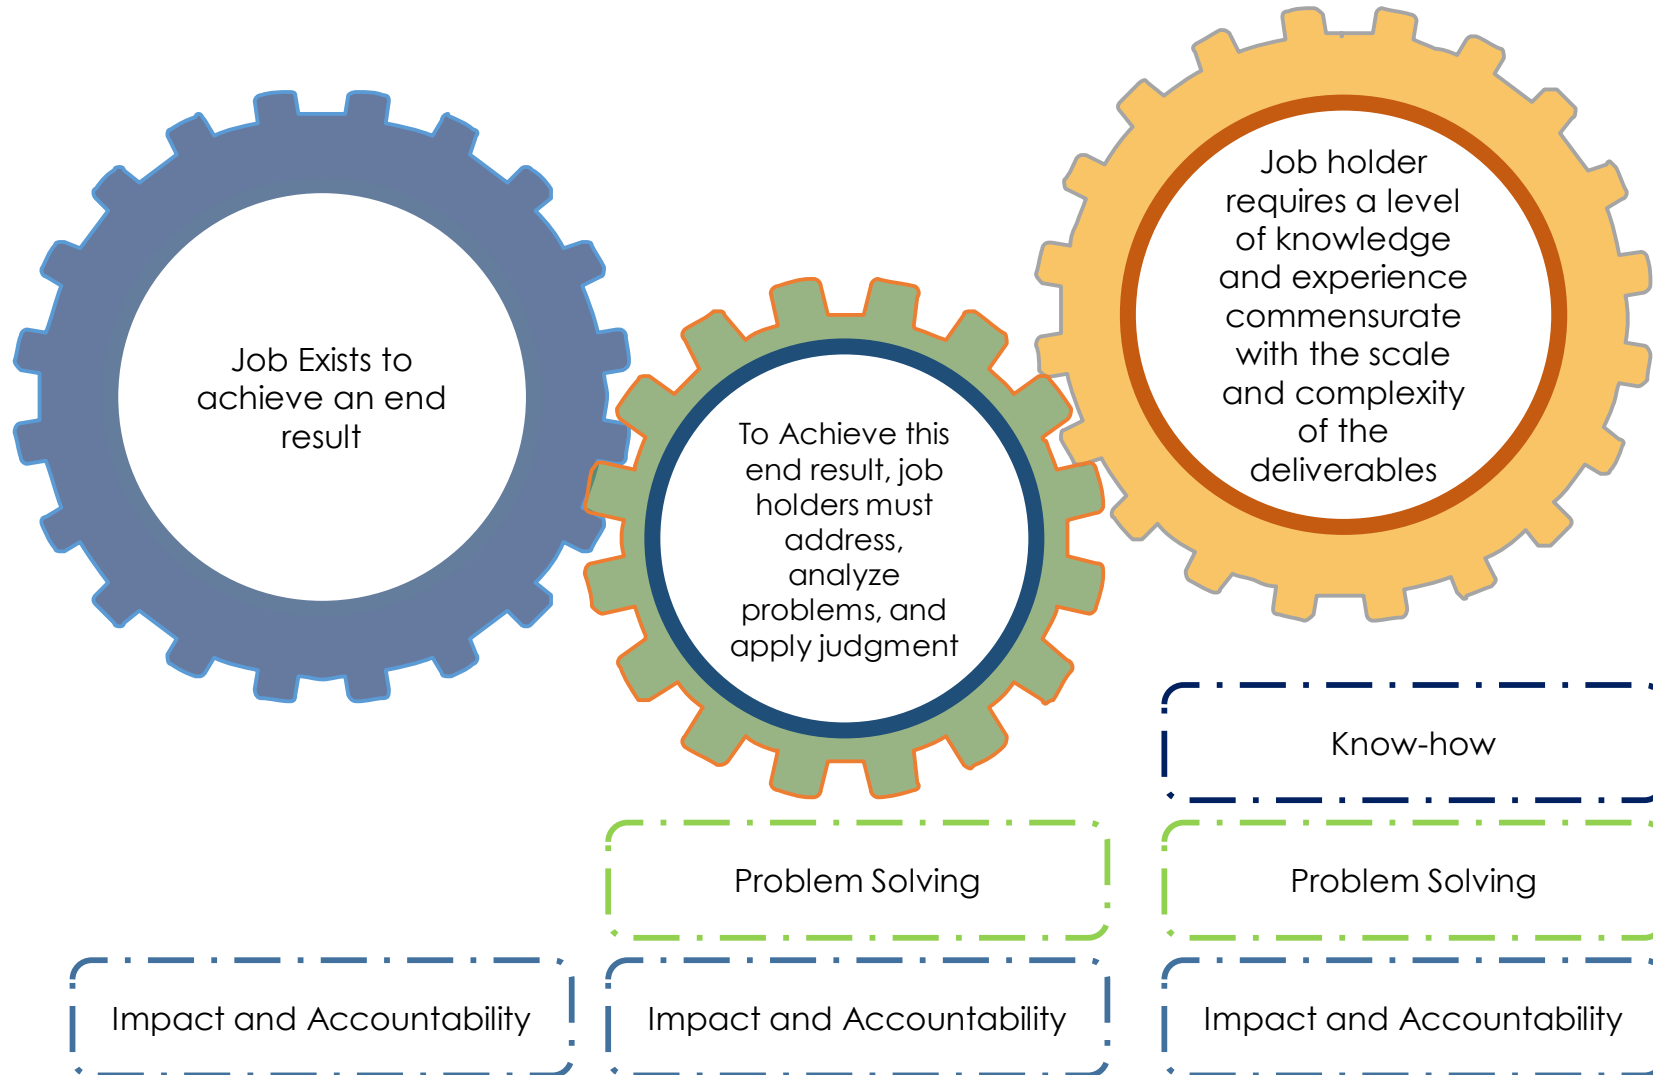 Job Exists to
achieve an end
result
To Achieve this
end result, job
holders must
address,
analyze
problems, and
apply judgment
Job holder
requires a level
of knowledge
and experience
commensurate
with the scale
and complexity
of the
deliverables
Know-how
Problem Solving
Problem Solving
Impact and Accountability
Impact and Accountability
Impact and Accountability